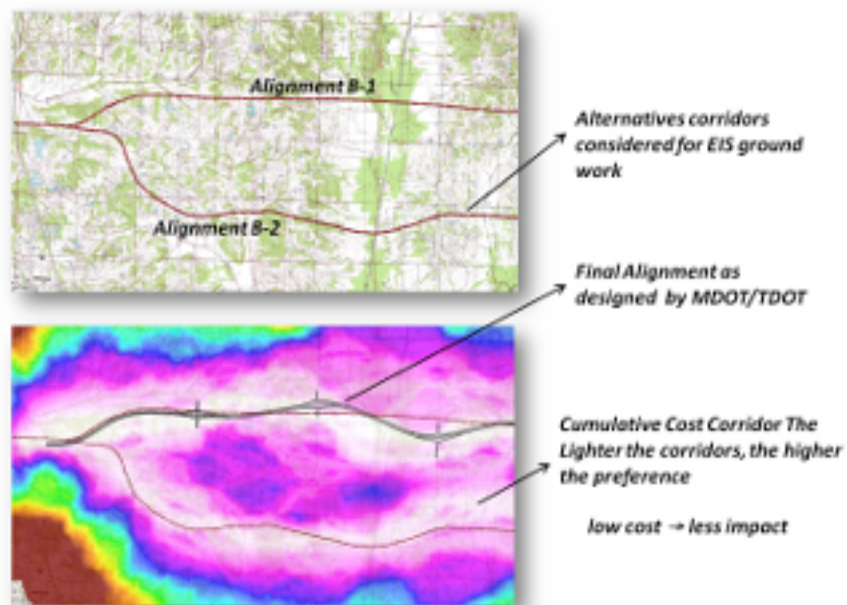 Alignment B-1
Alternatives corridors
considered for EIS ground
work
Alignment B-2
Final Alignment as
designed by MDOT/TDOT
Cumulative Cost Corridor The
Lighter the corridors, the higher
the preference
low cost → less impact